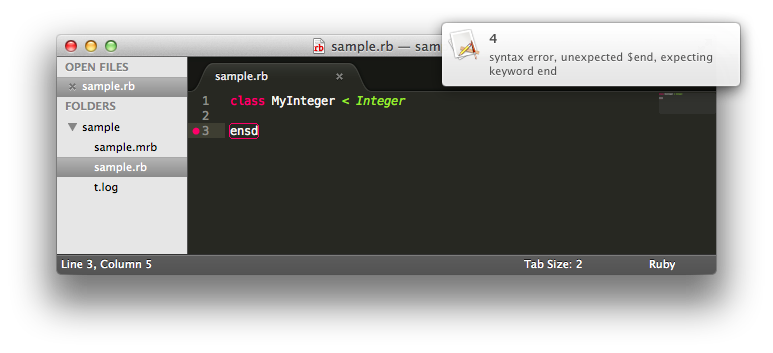 sample.rb — sam
4
syntax error, unexpected $end, expecting
keyword end
OPEN FILES
× sample.rb
FOLDERS
▼ sample
sample.mrb
sample.rb
t.log
sample.rb ×
1 class MyInteger < Integer
2
3 ensd
Line 3, Column 5
Tab Size: 2
Ruby